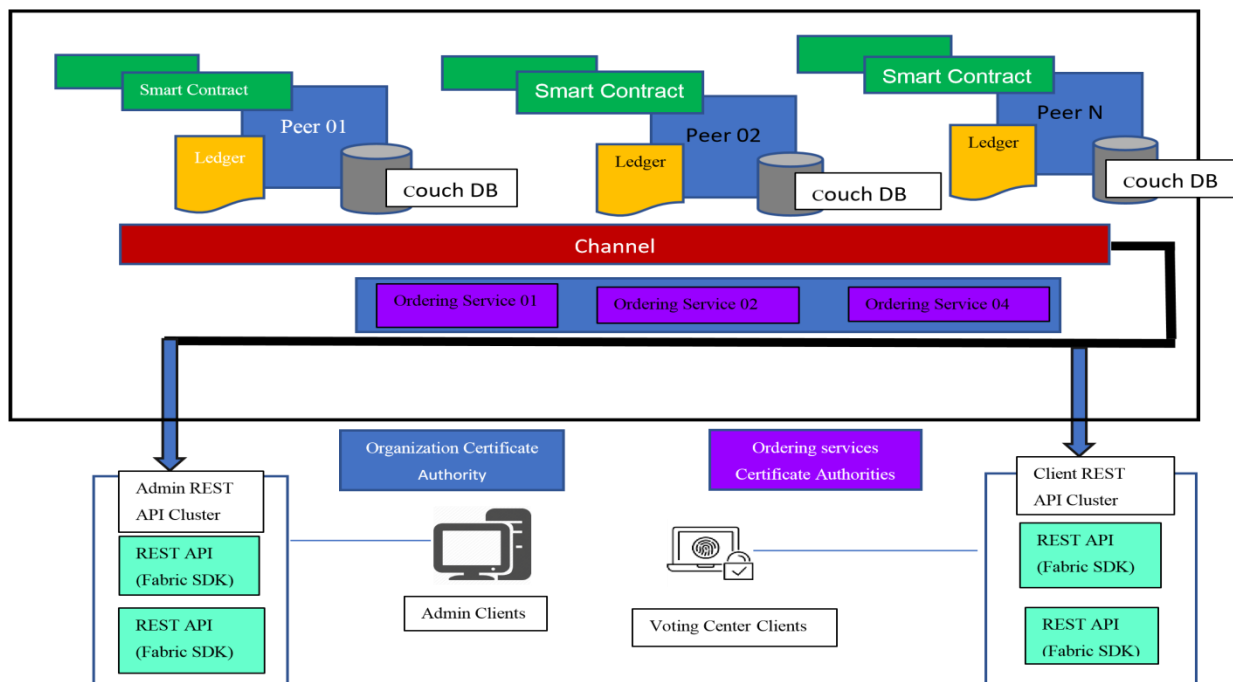 Smart Contract
Peer 01
Ledger
Couch DB
Smart Contract
Peer 02
Ledger
Couch DB
Smart Contract
Peer N
Ledger
Couch DB
Channel
Ordering Service 01
Ordering Service 02
Ordering Service 04
Organization Certificate
Authority
Ordering services
Certificate Authorities
Admin REST
API Cluster
REST API
(Fabric SDK)
REST API
(Fabric SDK)
Admin Clients
Voting Center Clients
Client REST
API Cluster
REST API
(Fabric SDK)
REST API
(Fabric SDK)